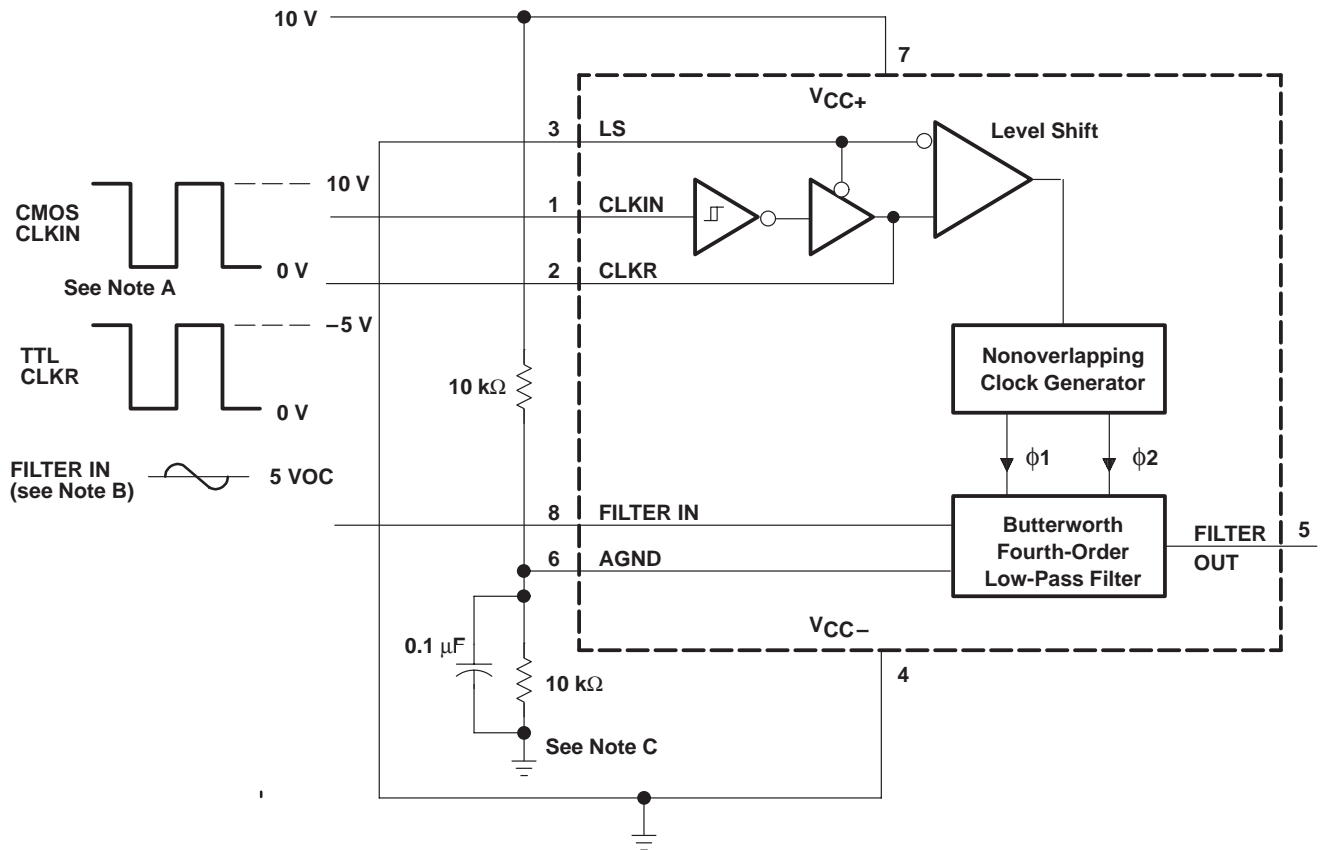 10 V
7
VCC+
3 LS
Level Shift
10 V
CMOS
CLKIN
1 CLKIN
0 V
2 CLKR
See Note A
–5 V
TTL
CLKR
Nonoverlapping
Clock Generator
10 kΩ
0 V
ϕ1 ϕ2
FILTER IN
(see Note B)
5 VOC
8 FILTER IN
Butterworth
Fourth-Order
Low-Pass Filter
FILTER
OUT
5
6 AGND
0.1 μF
VCC–
4
10 kΩ
See Note C